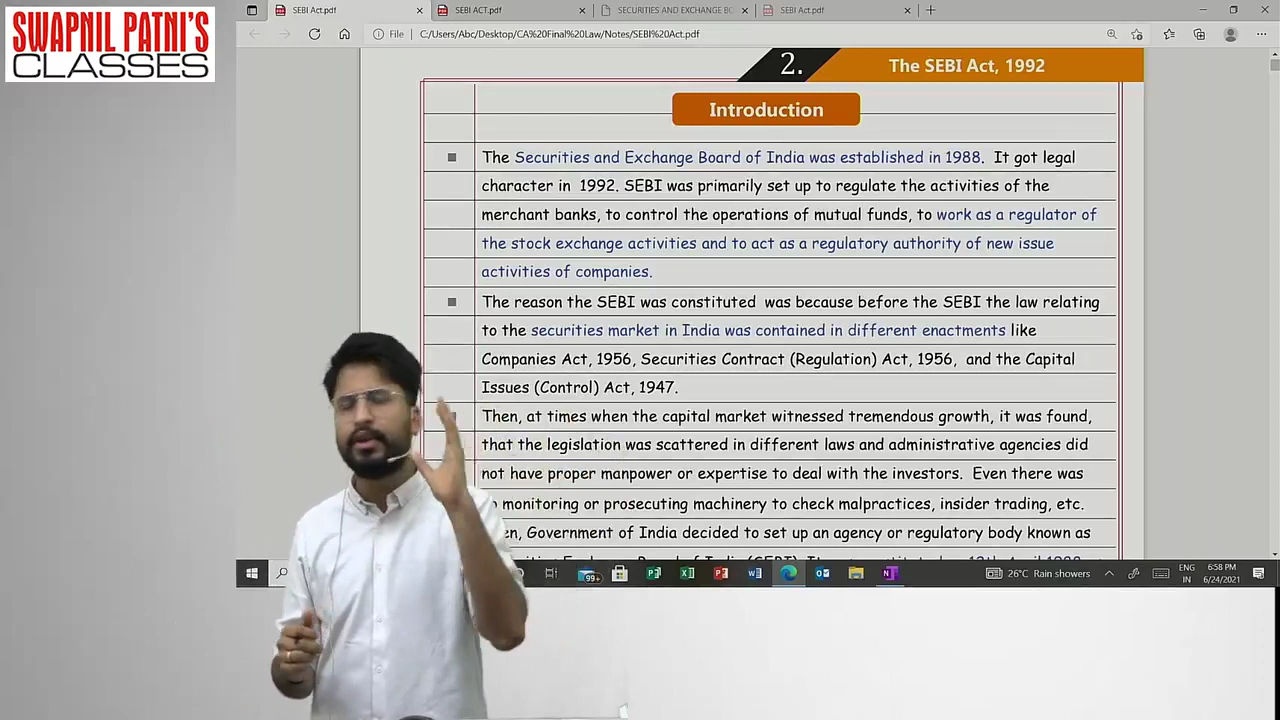 SWAPNIL PATNI'S
CLASSES
SEBI Act.pdf
SEBI ACT.pdf
SECURITIES AND EXCHANGE BO
SEBI Act.pdf
File
C:/Users/Abc/Desktop/CA%20Final%20Law/Notes/SEBI%20Act.pdf
2.
The SEBI Act, 1992
Introduction
The Securities and Exchange Board of India was established in 1988. It got legal
character in 1992. SEBI was primarily set up to regulate the activities of the
merchant banks, to control the operations of mutual funds, to work as a regulator of
the stock exchange activities and to act as a regulatory authority of new issue
activities of companies.
The reason the SEBI was constituted was because before the SEBI the law relating
to the securities market in India was contained in different enactments like
Companies Act, 1956, Securities Contract (Regulation) Act, 1956, and the Capital
Issues (Control) Act, 1947.
Then, at times when the capital market witnessed tremendous growth, it was found,
that the legislation was scattered in different laws and administrative agencies did
not have proper manpower or expertise to deal with the investors. Even there was
monitoring or prosecuting machinery to check malpractices, insider trading, etc.
Government of India decided to set up an agency or regulatory body known as
99+
26°C Rain showers
ENG
IN
6:58 PM
6/24/2021